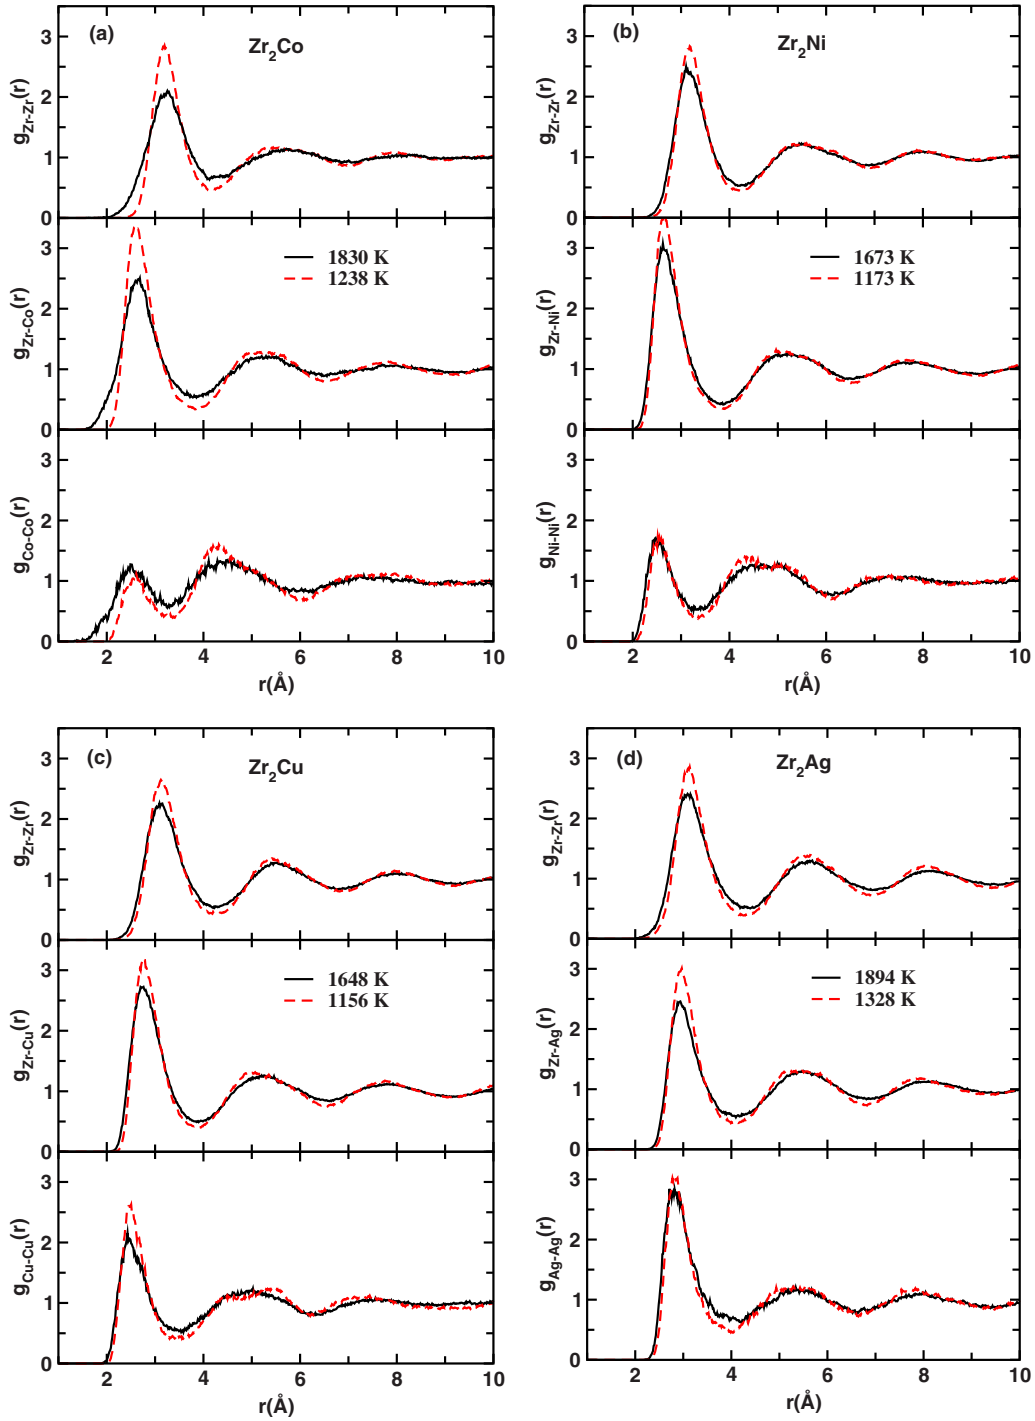 (a)
Zr2Co
gZr-Zr(r)
3
2
1
0
1830 K
1238 K
gZr-Co(r)
3
2
1
0
gCo-Co(r)
3
2
1
0
2 4 6 8 10
r(Å)
(b)
Zr2Ni
gZr-Zr(r)
3
2
1
0
1673 K
1173 K
gZr-Ni(r)
3
2
1
0
gNi-Ni(r)
3
2
1
0
2 4 6 8 10
r(Å)
(c)
Zr2Cu
gZr-Zr(r)
3
2
1
0
1648 K
1156 K
gZr-Cu(r)
3
2
1
0
gCu-Cu(r)
3
2
1
0
2 4 6 8 10
r(Å)
(d)
Zr2Ag
gZr-Zr(r)
3
2
1
0
1894 K
1328 K
gZr-Ag(r)
3
2
1
0
gAg-Ag(r)
3
2
1
0
2 4 6 8 10
r(Å)